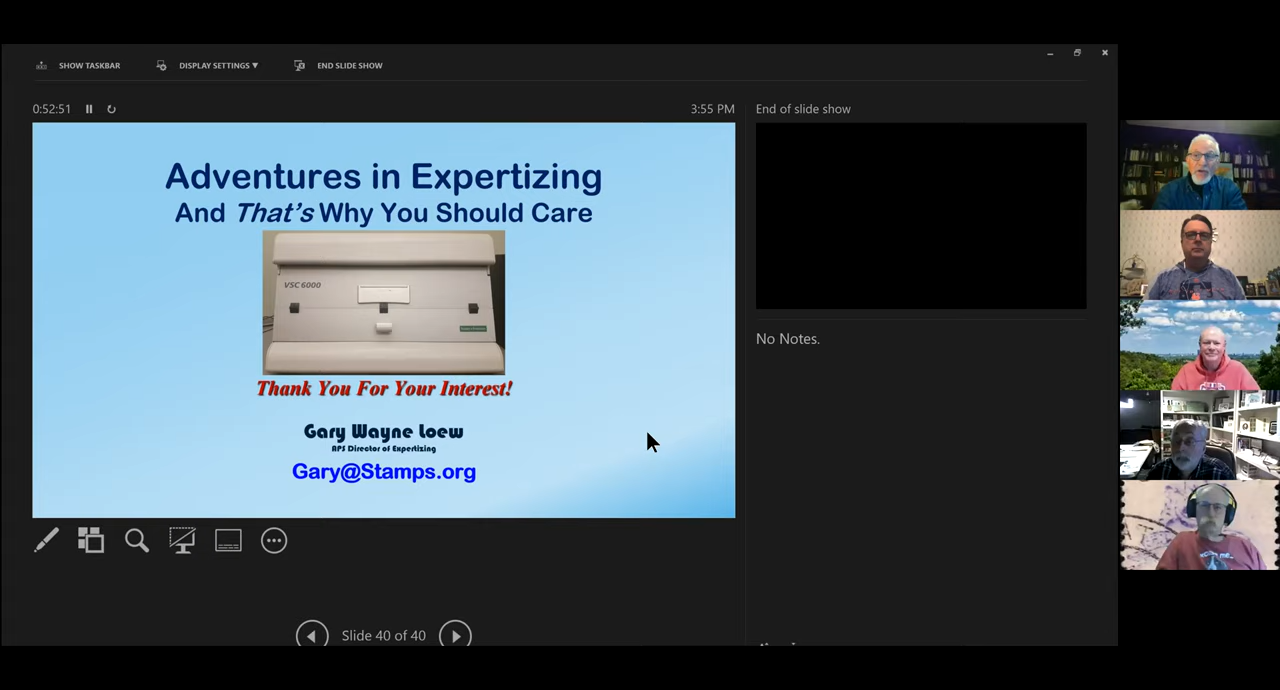 SHOW TASKBAR
DISPLAY SETTINGS ▼
END SLIDE SHOW
0:52:51
3:55 PM
End of slide show
Adventures in Expertizing
And That's Why You Should Care
VSC 6000
Thank You For Your Interest!
Gary Wayne Loew
APS Director of Expertizing
Gary@Stamps.org
No Notes.
Slide 40 of 40